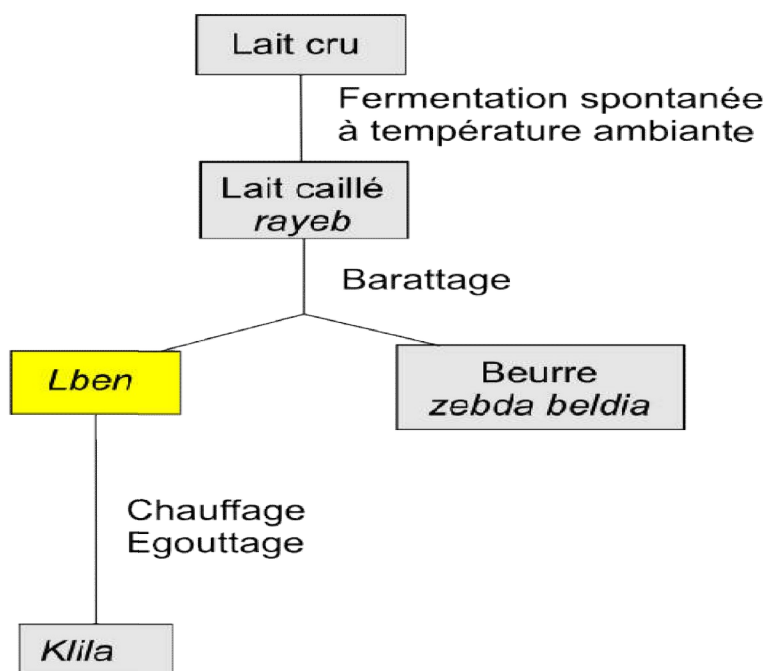 Lait cru
Fermentation spontanée
à température ambiante
Lait caillé
rayeb
Barattage
Lben
Beurre
zebda beldia
Chauffage
Egouttage
Klila